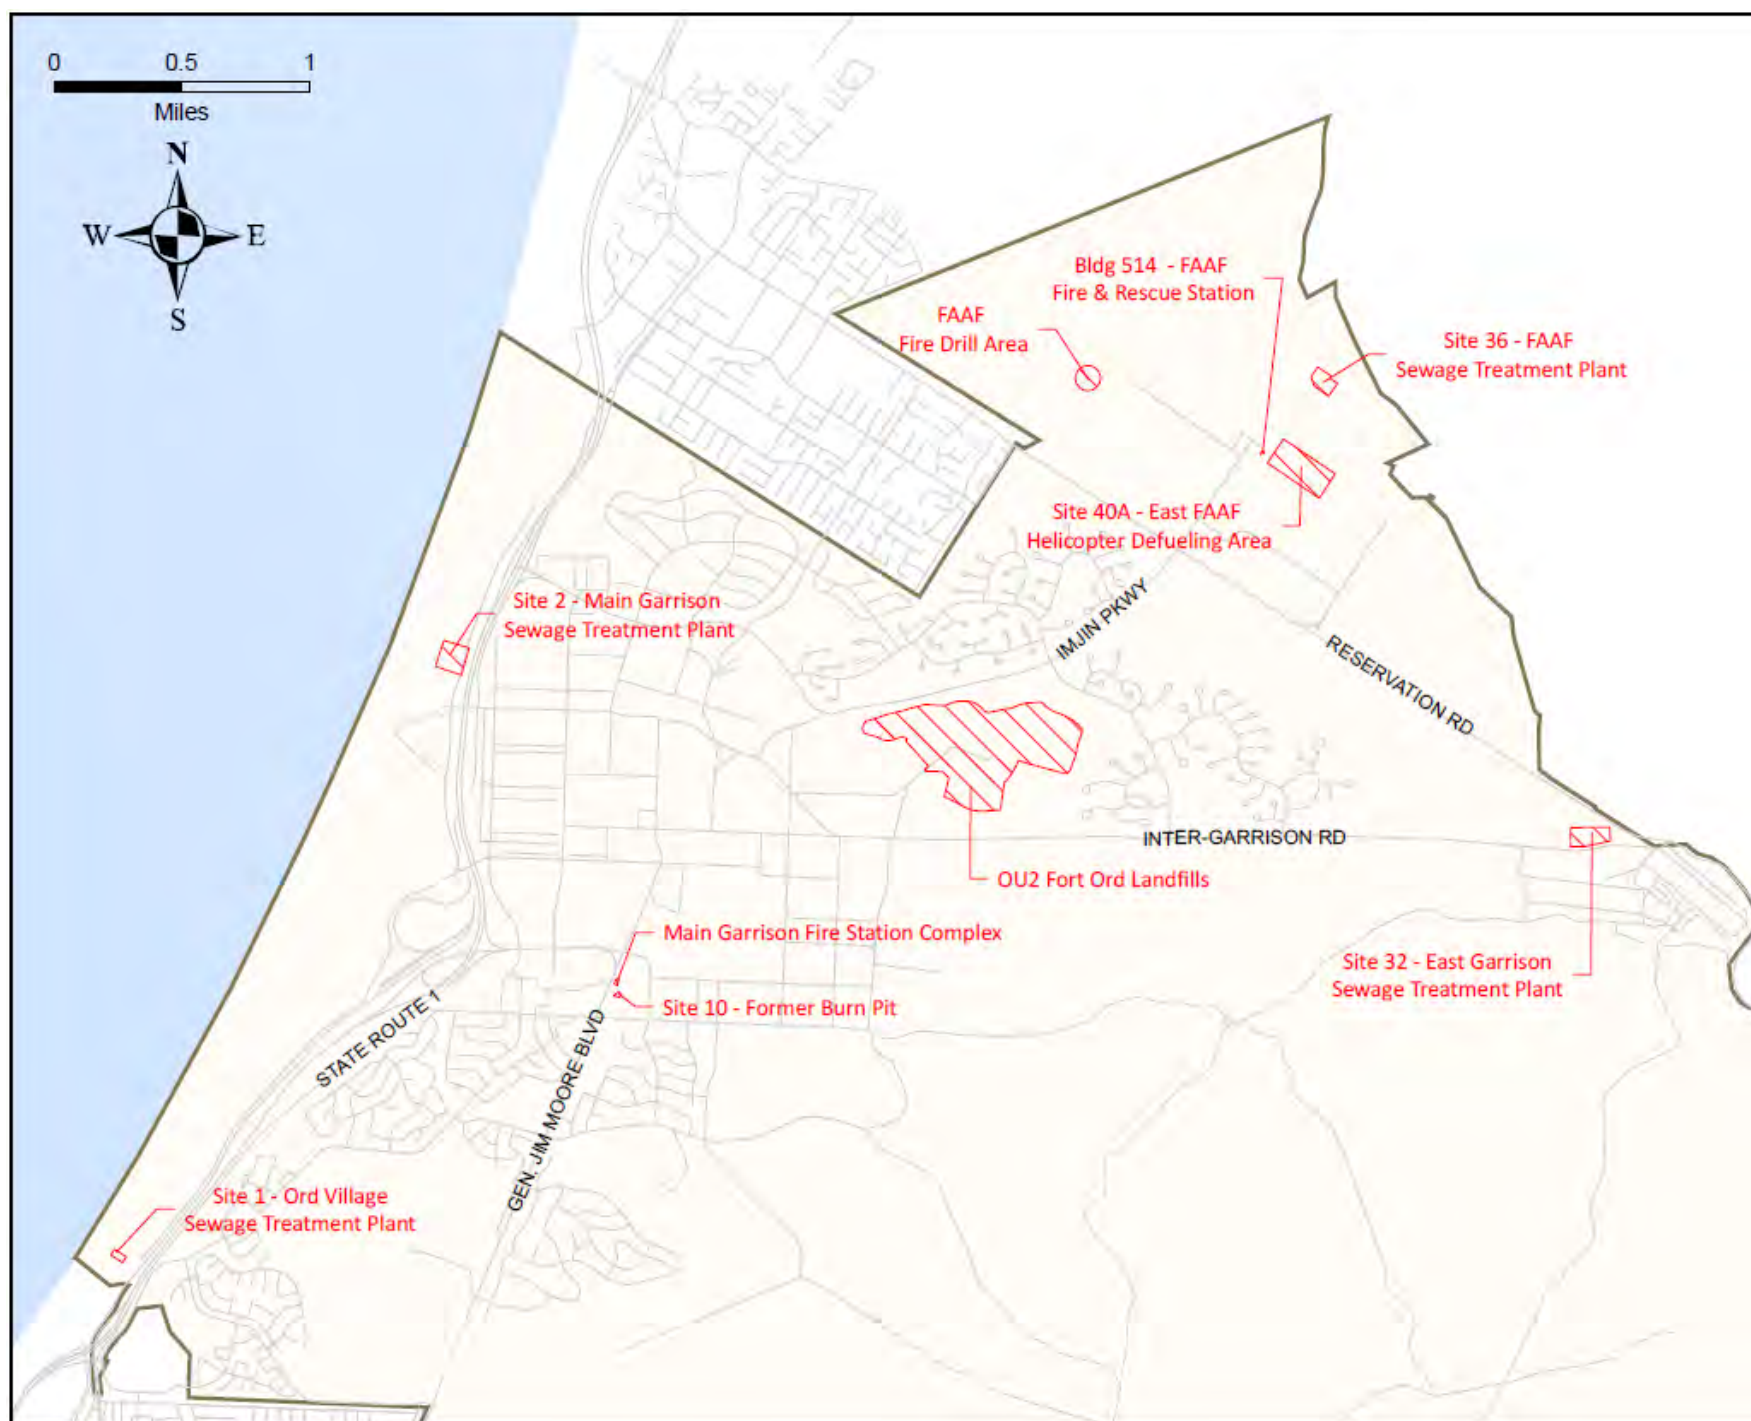 0 0.5 1
Miles
N
W E
S
Bldg 514 - FAAF
Fire & Rescue Station
FAAF
Fire Drill Area
Site 36 - FAAF
Sewage Treatment Plant
Site 40A - East FAAF
Helicopter Defueling Area
Site 2 - Main Garrison
Sewage Treatment Plant
IMJIN PKWY
RESERVATION RD
INTER-GARRISON RD
OU2 Fort Ord Landfills
Main Garrison Fire Station Complex
Site 10 - Former Burn Pit
Site 32 - East Garrison
Sewage Treatment Plant
STATE ROUTE 1
GEN. JIM MOORE BLVD
Site 1 - Ord Village
Sewage Treatment Plant